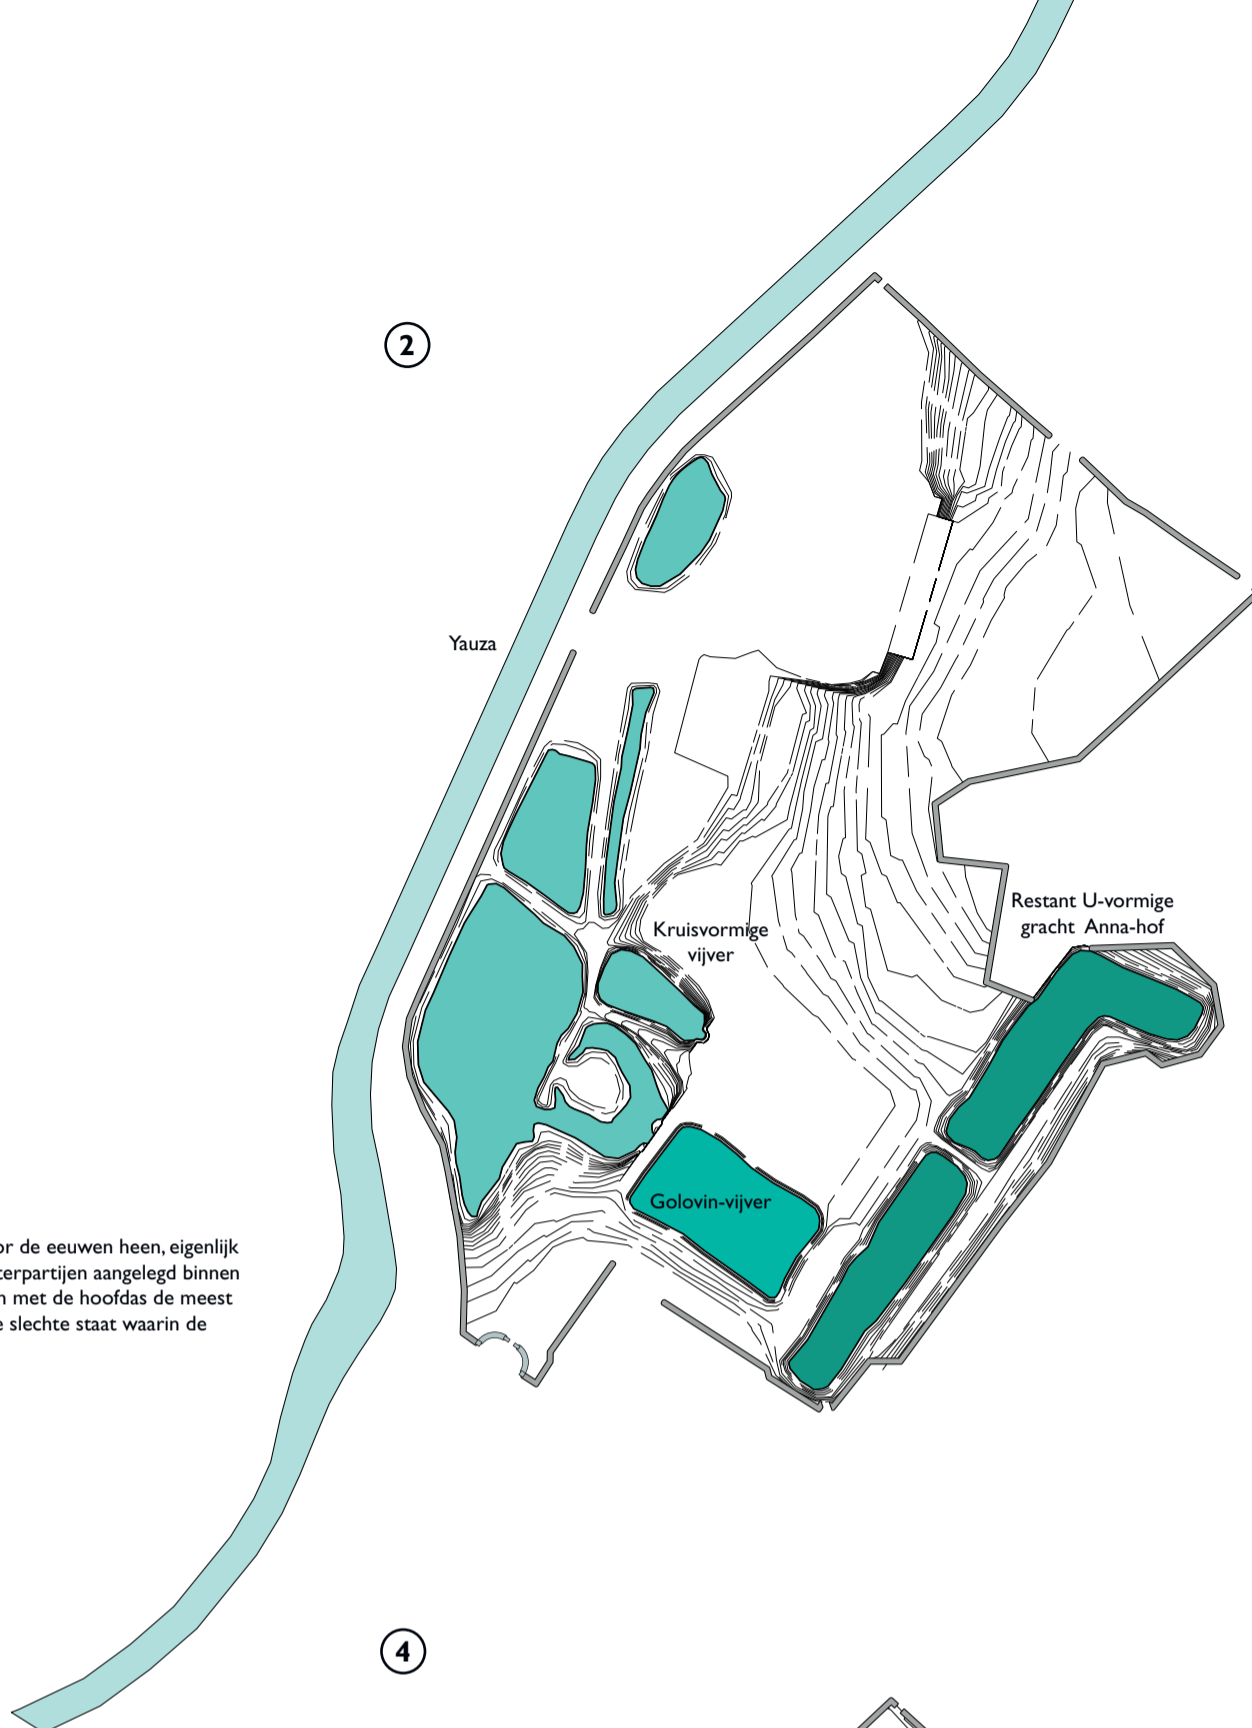 2
Yauza
Restant U-vormige
gracht Anna-hof
Kruisvormige
vijver
Golovin-vijver
de eeuwen heen, eigenlijk
aangelegd binnen
met de hoofdas de meest
slechte staat waarin de
4